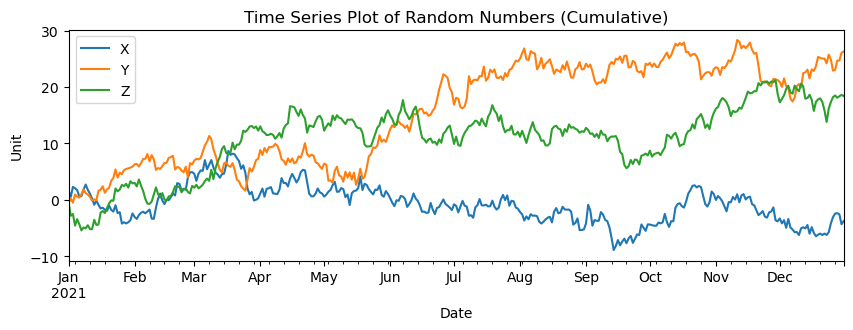 Time Series Plot of Random Numbers (Cumulative)
30
20
10
0
−10
Unit
X
Y
Z
Jan Feb Mar Apr May Jun Jul Aug Sep Oct Nov Dec
2021
Date